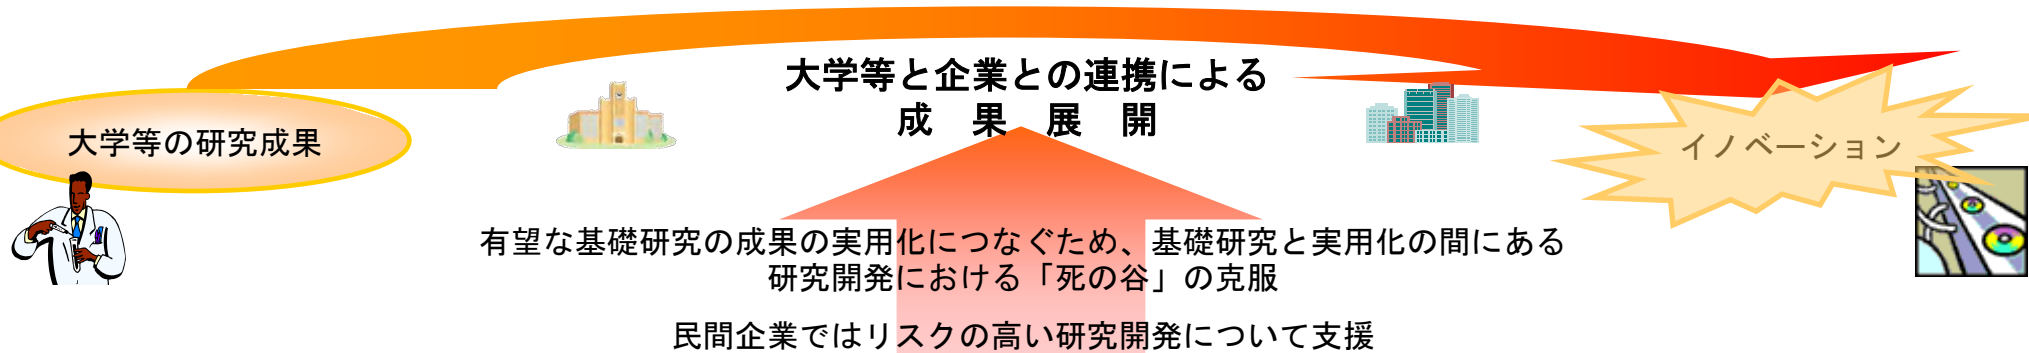 大学等と企業との連携による
成　果　展　開
大学等の研究成果
イノベーション
有望な基礎研究の成果の実用化につなぐため、基礎研究と実用化の間にある
研究開発における「死の谷」の克服
民間企業ではリスクの高い研究開発について支援